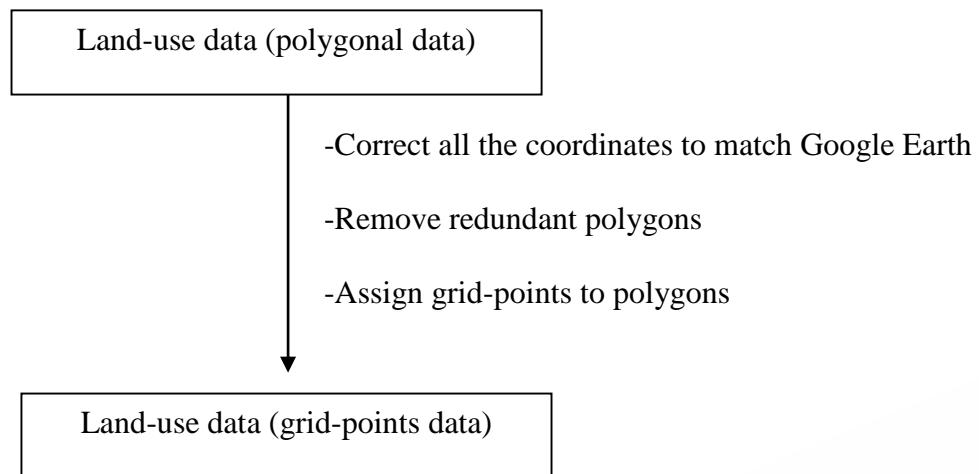 Land-use data (polygonal data)
-Correct all the coordinates to match Google Earth
-Remove redundant polygons
-Assign grid-points to polygons
Land-use data (grid-points data)